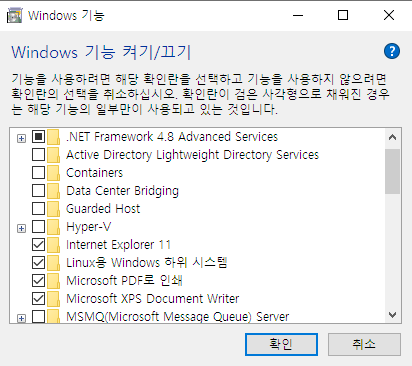 Windows 기능
Windows 기능 켜기/끄기
기능을 사용하려면 해당 확인란을 선택하고 기능을 사용하지 않으려면
확인란의 선택을 취소하십시오. 확인란이 검은 사각형으로 채워진 경우
는 해당 기능의 일부만이 사용되고 있는 것입니다.
.NET Framework 4.8 Advanced Services
Active Directory Lightweight Directory Services
Containers
Data Center Bridging
Guarded Host
Hyper-V
Internet Explorer 11
Linux용 Windows 하위 시스템
Microsoft PDF로 인쇄
Microsoft XPS Document Writer
MSMQ(Microsoft Message Queue) Server
확인
취소